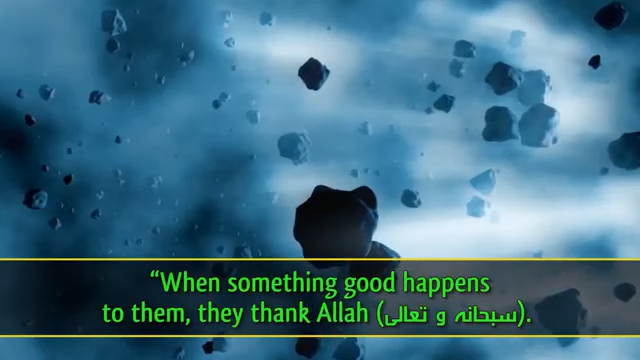 “When something good happens
to them, they thank Allah (سبحانه و تعالى).